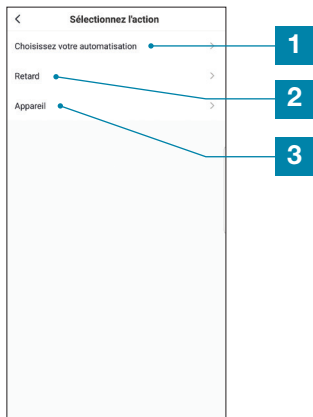 Sélectionnez l'action
Choisissez votre automatisation
1
Retard
2
Appareil
3